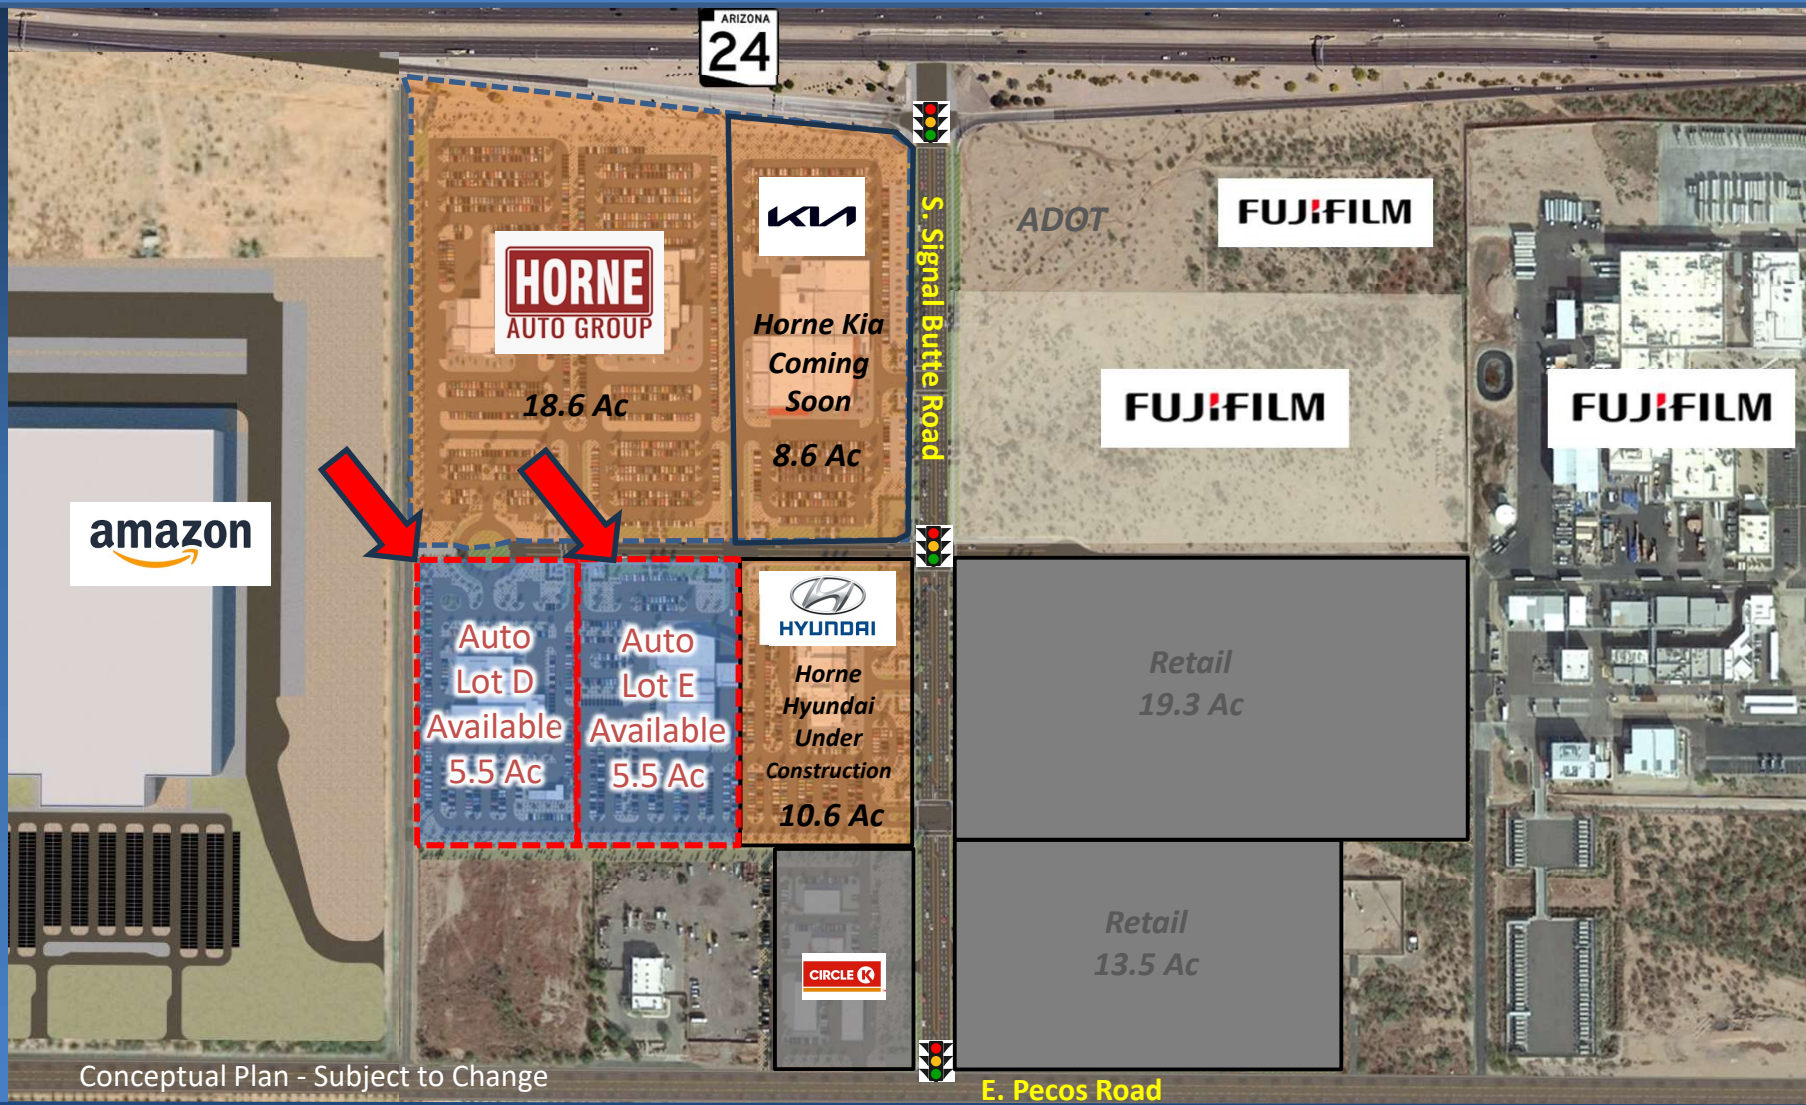 ARIZONA
24
HORNE
AUTO GROUP
18.6 Ac
KIA
Horne Kia
Coming
Soon
8.6 Ac
S. Signal Butte Road
ADOT
FUJIFILM
FUJIFILM
FUJIFILM
amazon
Auto
Lot D
Available
5.5 Ac
Auto
Lot E
Available
5.5 Ac
HYUNDAI
Horne
Hyundai
Under
Construction
10.6 Ac
Retail
19.3 Ac
Retail
13.5 Ac
CIRCLE K
Conceptual Plan - Subject to Change
E. Pecos Road